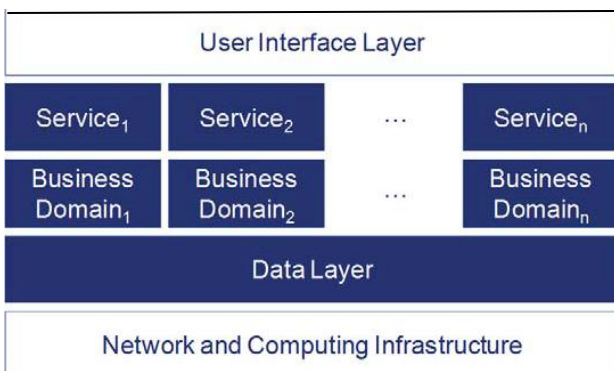 User Interface Layer
Service₁ Service₂ ... Serviceₙ
Business Business Business
Domain₁ Domain₂ ... Domainₙ
Data Layer
Network and Computing Infrastructure